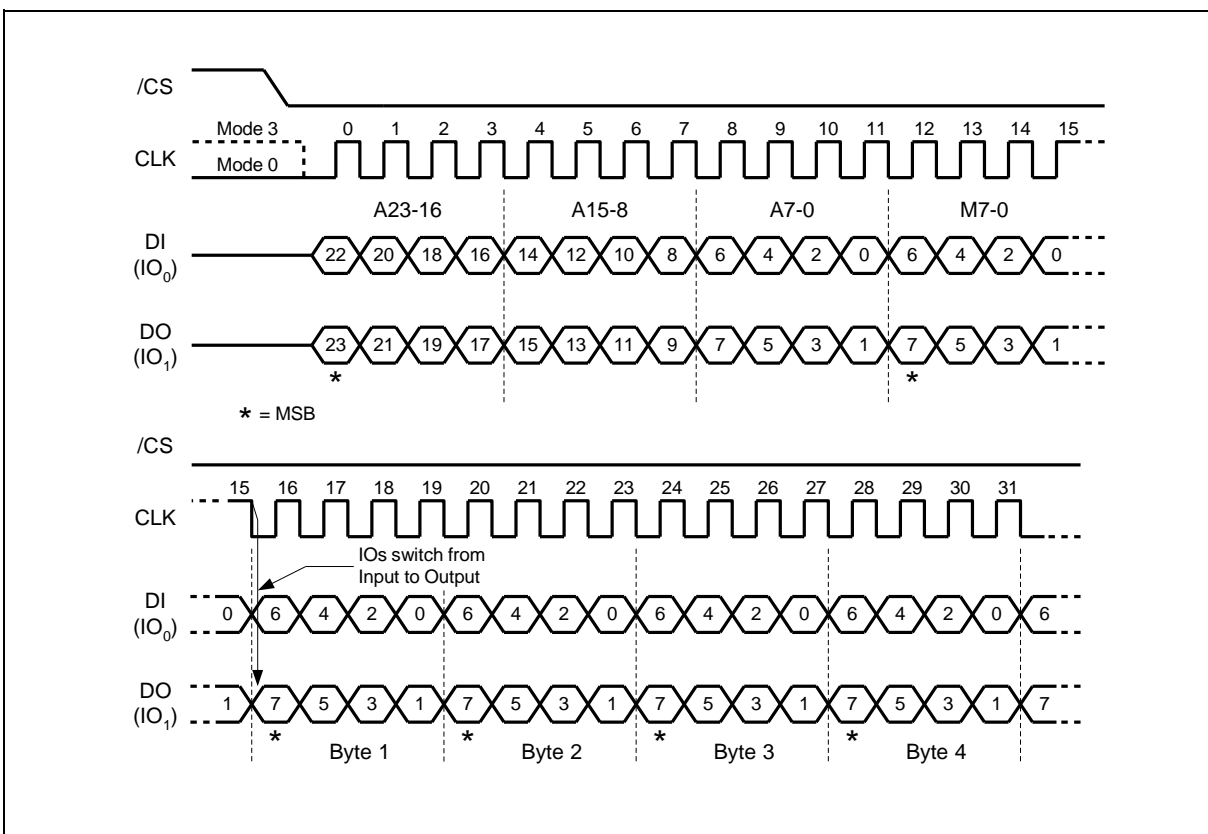 /CS
Mode 3 0 1 2 3 4 5 6 7 8 9 10 11 12 13 14 15
CLK
Mode 0
A23-16 A15-8 A7-0 M7-0
DI
(IO0)
22 20 18 16 14 12 10 8 6 4 2 0 6 4 2 0
DO
(IO1)
23 21 19 17 15 13 11 9 7 5 3 1 7 5 3 1
* *
* = MSB
/CS
15 16 17 18 19 20 21 22 23 24 25 26 27 28 29 30 31
CLK
IOs switch from
Input to Output
DI
(IO0)
0 6 4 2 0 6 4 2 0 6 4 2 0 6 4 2 0 6
DO
(IO1)
1 7 5 3 1 7 5 3 1 7 5 3 1 7 5 3 1 7
* * * *
Byte 1 Byte 2 Byte 3 Byte 4